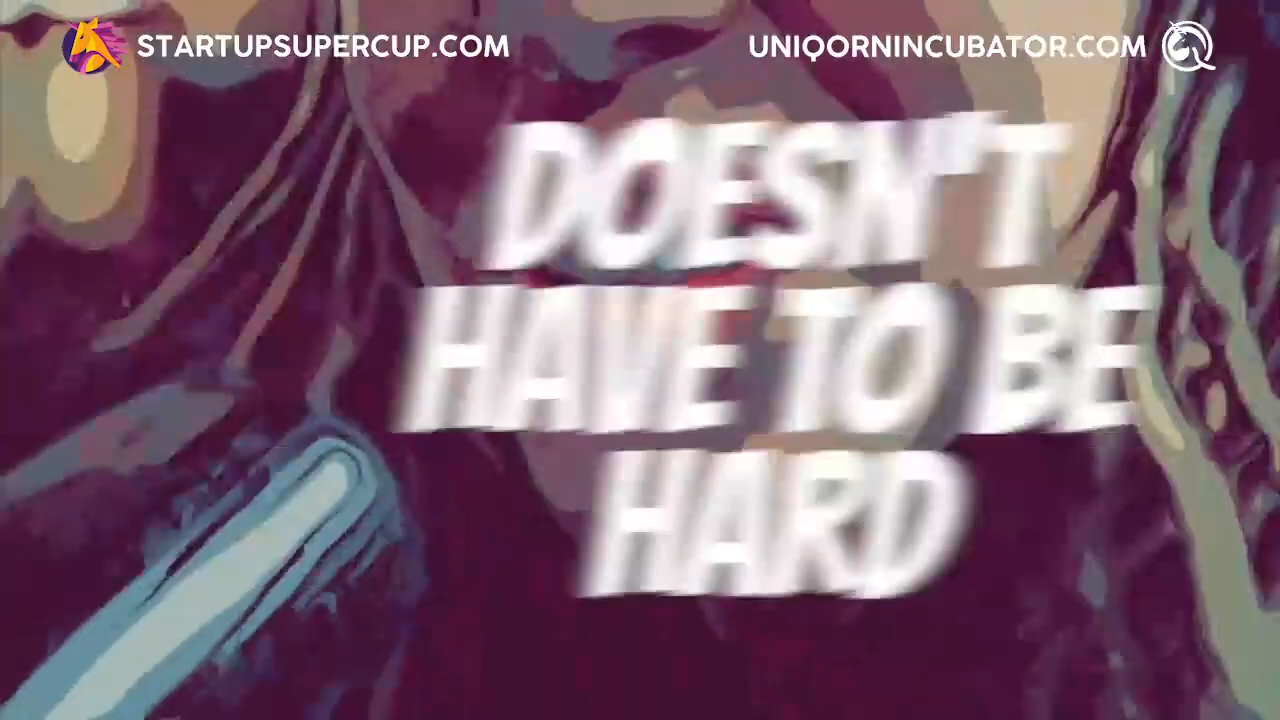 STARTUPSUPERCUP.COM
UNIQORNINCUBATOR.COM
DOESN'T
HAVE TO BE
HARD